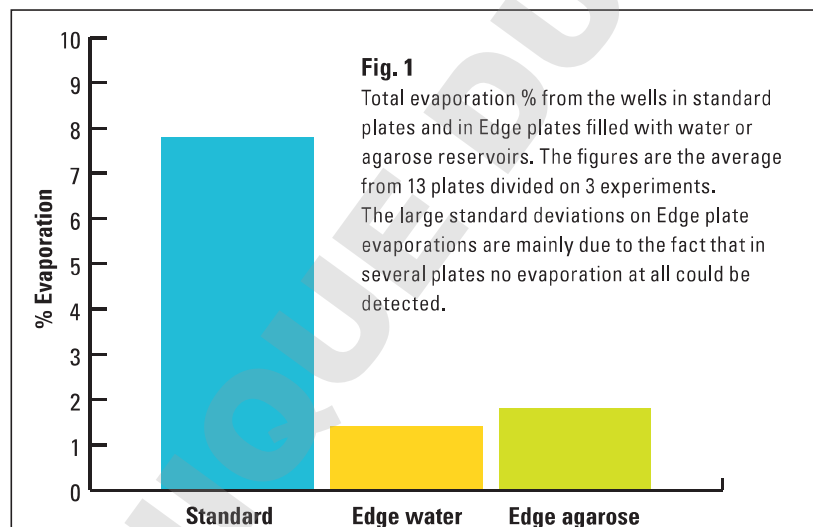 10
9
8
7
6
5
4
3
2
1
0
% Evaporation
Fig. 1
Total evaporation % from the wells in standard
plates and in Edge plates filled with water or
agarose reservoirs. The figures are the average
from 13 plates divided on 3 experiments.
The large standard deviations on Edge plate
evaporations are mainly due to the fact that in
several plates no evaporation at all could be
detected.
Standard
Edge water
Edge agarose
IQUE DU